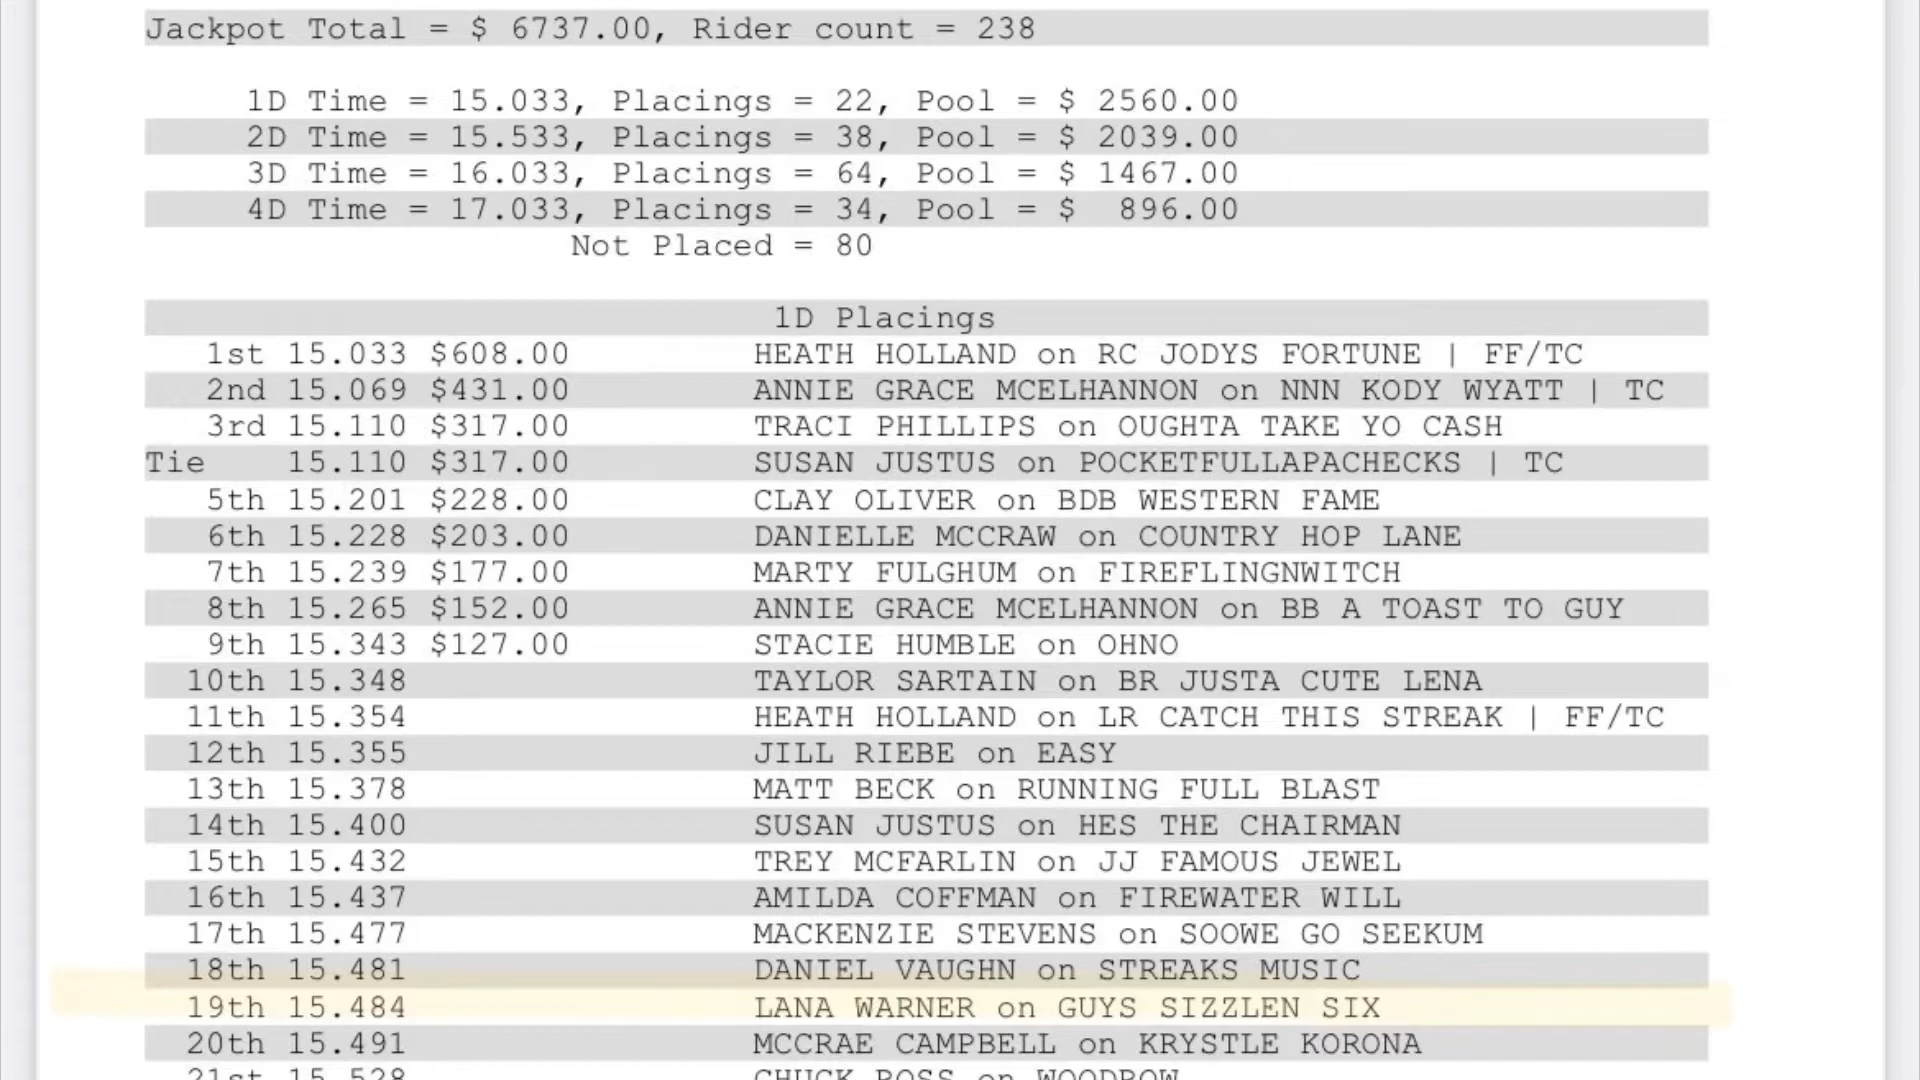 Jackpot Total = $ 6737.00, Rider count = 238
1D Time = 15.033, Placings = 22, Pool = $ 2560.00
2D Time = 15.533, Placings = 38, Pool = $ 2039.00
3D Time = 16.033, Placings = 64, Pool = $ 1467.00
4D Time = 17.033, Placings = 34, Pool = $ 896.00
Not Placed = 80
1D Placings
1st 15.033 $608.00 HEATH HOLLAND on RC JODYS FORTUNE | FF/TC
2nd 15.069 $431.00 ANNIE GRACE MCELHANNON on NNN KODY WYATT | TC
3rd 15.110 $317.00 TRACI PHILLIPS on OUGHTA TAKE YO CASH
Tie 15.110 $317.00 SUSAN JUSTUS on POCKETFULLAPACHECKS | TC
5th 15.201 $228.00 CLAY OLIVER on BDB WESTERN FAME
6th 15.228 $203.00 DANIELLE MCCRAW on COUNTRY HOP LANE
7th 15.239 $177.00 MARTY FULGHUM on FIREFLINGNWITCH
8th 15.265 $152.00 ANNIE GRACE MCELHANNON on BB A TOAST TO GUY
9th 15.343 $127.00 STACIE HUMBLE on OHNO
10th 15.348 TAYLOR SARTAIN on BR JUSTA CUTE LENA
11th 15.354 HEATH HOLLAND on LR CATCH THIS STREAK | FF/TC
12th 15.355 JILL RIEBE on EASY
13th 15.378 MATT BECK on RUNNING FULL BLAST
14th 15.400 SUSAN JUSTUS on HES THE CHAIRMAN
15th 15.432 TREY MCFARLIN on JJ FAMOUS JEWEL
16th 15.437 AMILDA COFFMAN on FIREWATER WILL
17th 15.477 MACKENZIE STEVENS on SOOWE GO SEEKUM
18th 15.481 DANIEL VAUGHN on STREAKS MUSIC
19th 15.484 LANA WARNER on GUYS SIZZLEN SIX
20th 15.491 MCCRAE CAMPBELL on KRYSTLE KORONA
21st 15.528 CHUCK ROSS on WOODROW